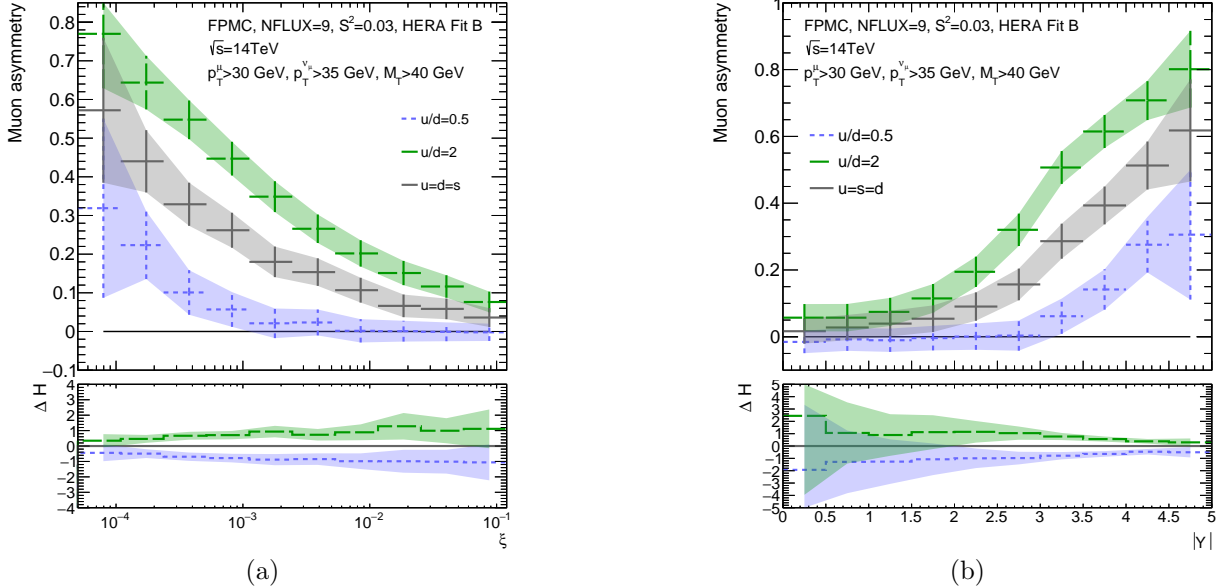 FPMC, NFLUX=9, S²=0.03, HERA Fit B
√s=14TeV
p_T^μ>30 GeV, p_T^{ν_μ}>35 GeV, M_T>40 GeV
Muon asymmetry
0.8
0.7
0.6
0.5
0.4
0.3
0.2
0.1
0
−0.1
u/d=0.5
u/d=2
u=d=s
Δ H
4
3
2
1
0
−1
−2
−3
−4
10⁻⁴ 10⁻³ 10⁻² 10⁻¹
ξ
(a)
FPMC, NFLUX=9, S²=0.03, HERA Fit B
√s=14TeV
p_T^μ>30 GeV, p_T^{ν_μ}>35 GeV, M_T>40 GeV
Muon asymmetry
1
0.8
0.6
0.4
0.2
0
u/d=0.5
u/d=2
u=s=d
Δ H
5
4
3
2
1
0
−1
−2
−3
−4
−5
0 0.5 1 1.5 2 2.5 3 3.5 4 4.5 5
|Y|
(b)